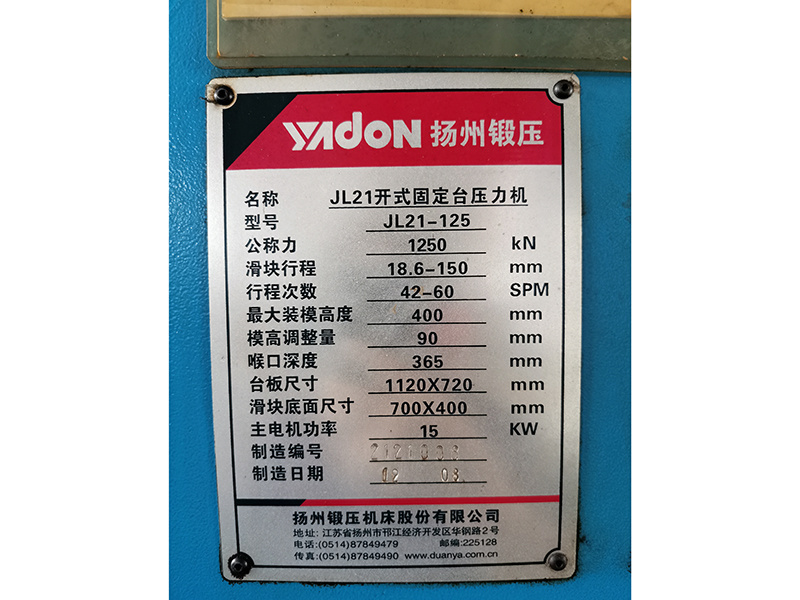 YADON 扬州锻压
名称 JL21开式固定台压力机
型号 JL21-125
公称力 1250 kN
滑块行程 18.6-150 mm
行程次数 42-60 SPM
最大装模高度 400 mm
模高调整量 90 mm
喉口深度 365 mm
台板尺寸 1120X720 mm
滑块底面尺寸 700X400 mm
主电机功率 15 KW
制造编号
制造日期
扬州锻压机床股份有限公司
地址: 江苏省扬州市邗江经济开发区华钢路2号
电话:(0514)87849479 邮编:225128
传真:(0514)87849490 www.duanya.com.cn